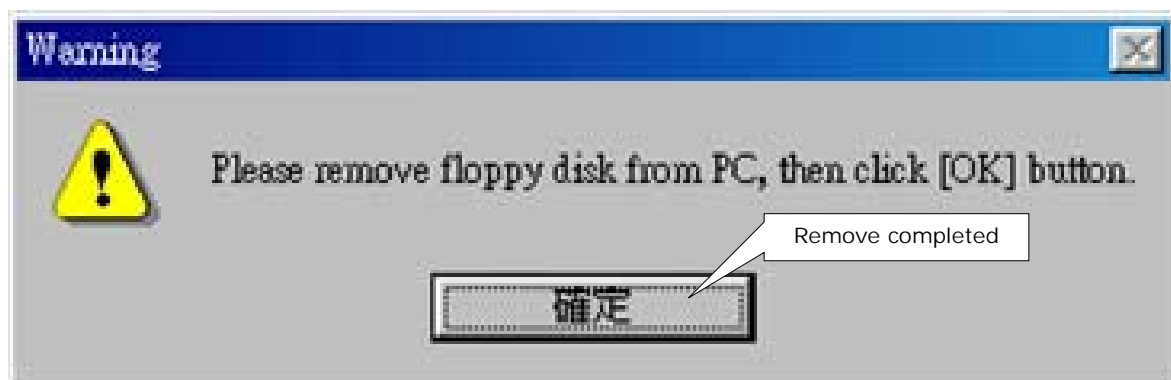 Warning
Please remove floppy disk from PC, then click [OK] button.
Remove completed
確定